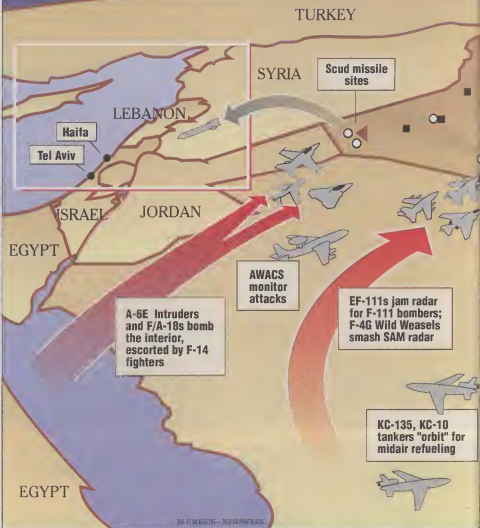 TURKEY
SYRIA
Scud missile
sites
LEBANON
Haifa
Tel Aviv
ISRAEL
JORDAN
EGYPT
AWACS
monitor
attacks
A-6E Intruders
and F/A-18s bomb
the interior,
escorted by F-14
fighters
EF-111s jam radar
for F-111 bombers;
F-4G Wild Weasels
smash SAM radar
KC-135, KC-10
tankers "orbit" for
midair refueling
EGYPT
BLUMRICH—NEWSWEEK